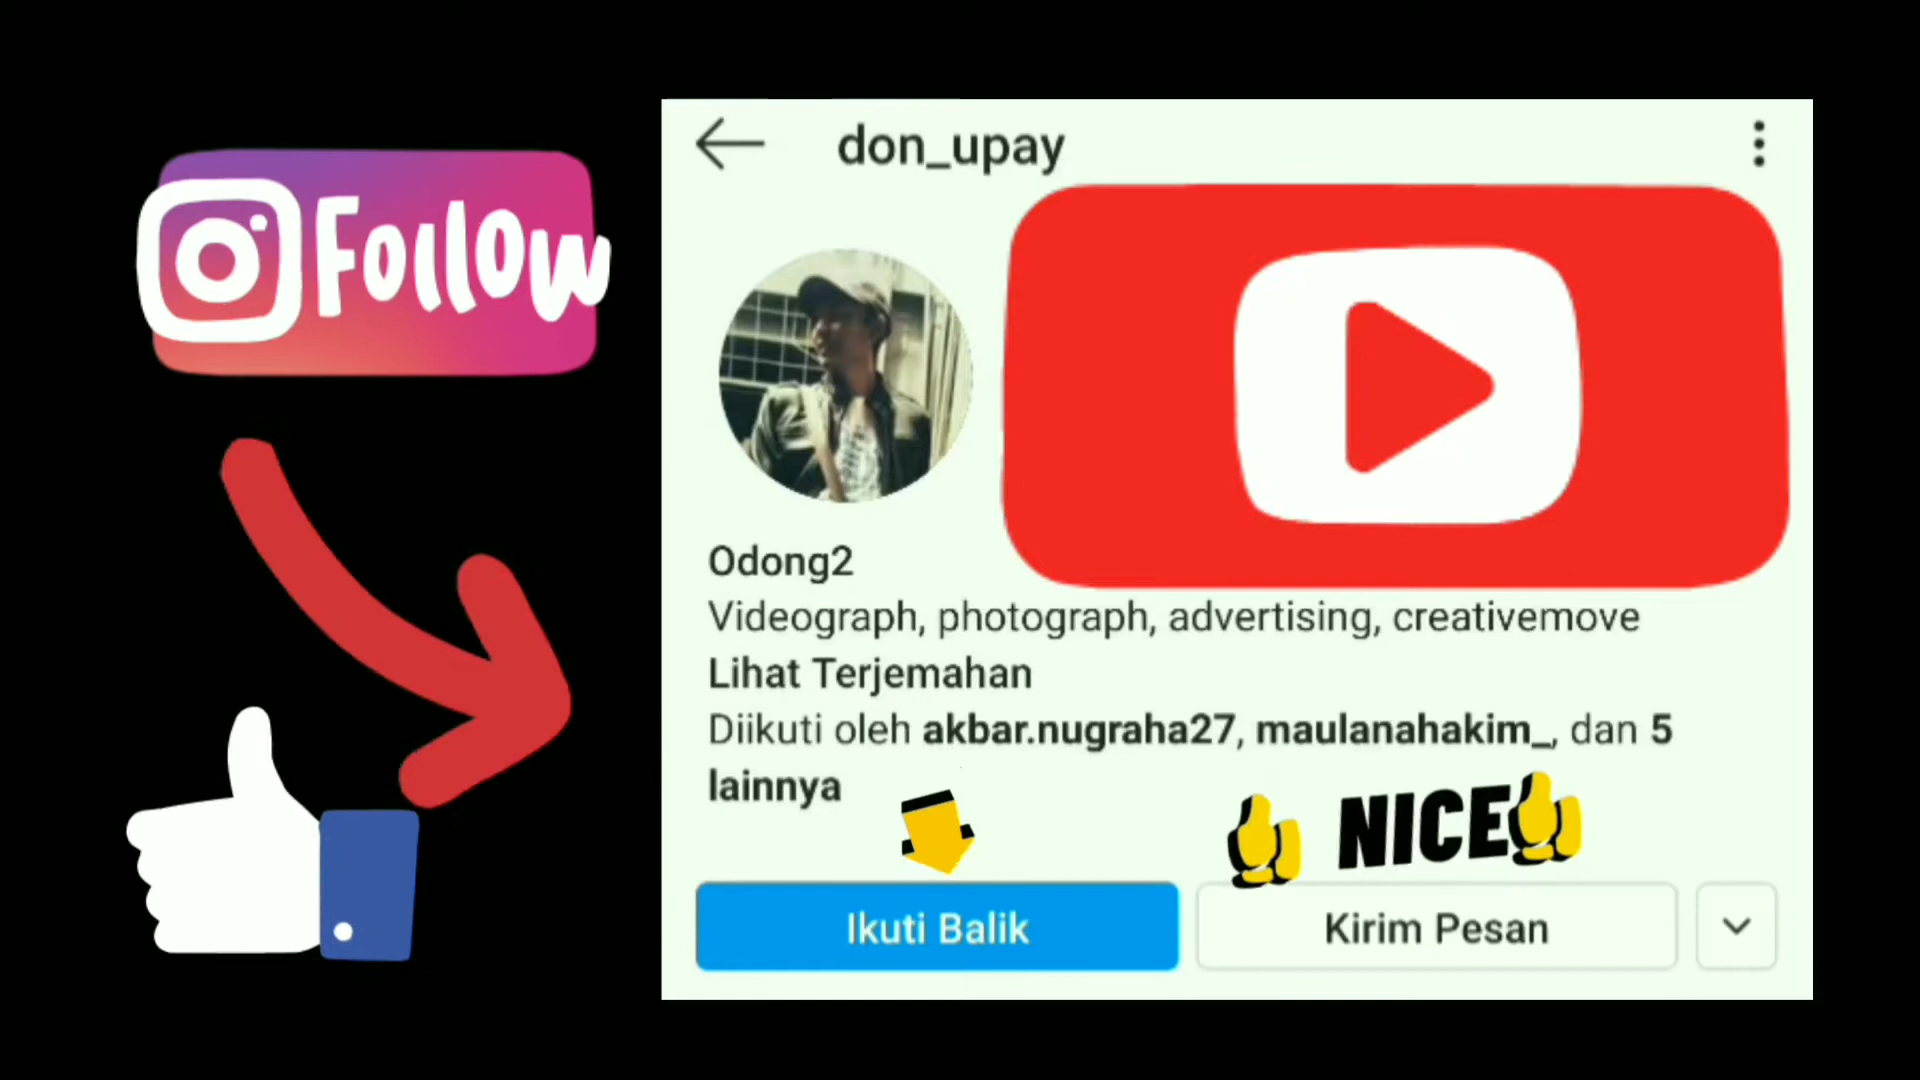 Follow
don_upay
Odong2
Videograph, photograph, advertising, creativemove
Lihat Terjemahan
Diikuti oleh akbar.nugraha27, maulanahakim_, dan 5
lainnya
NICE
Ikuti Balik
Kirim Pesan